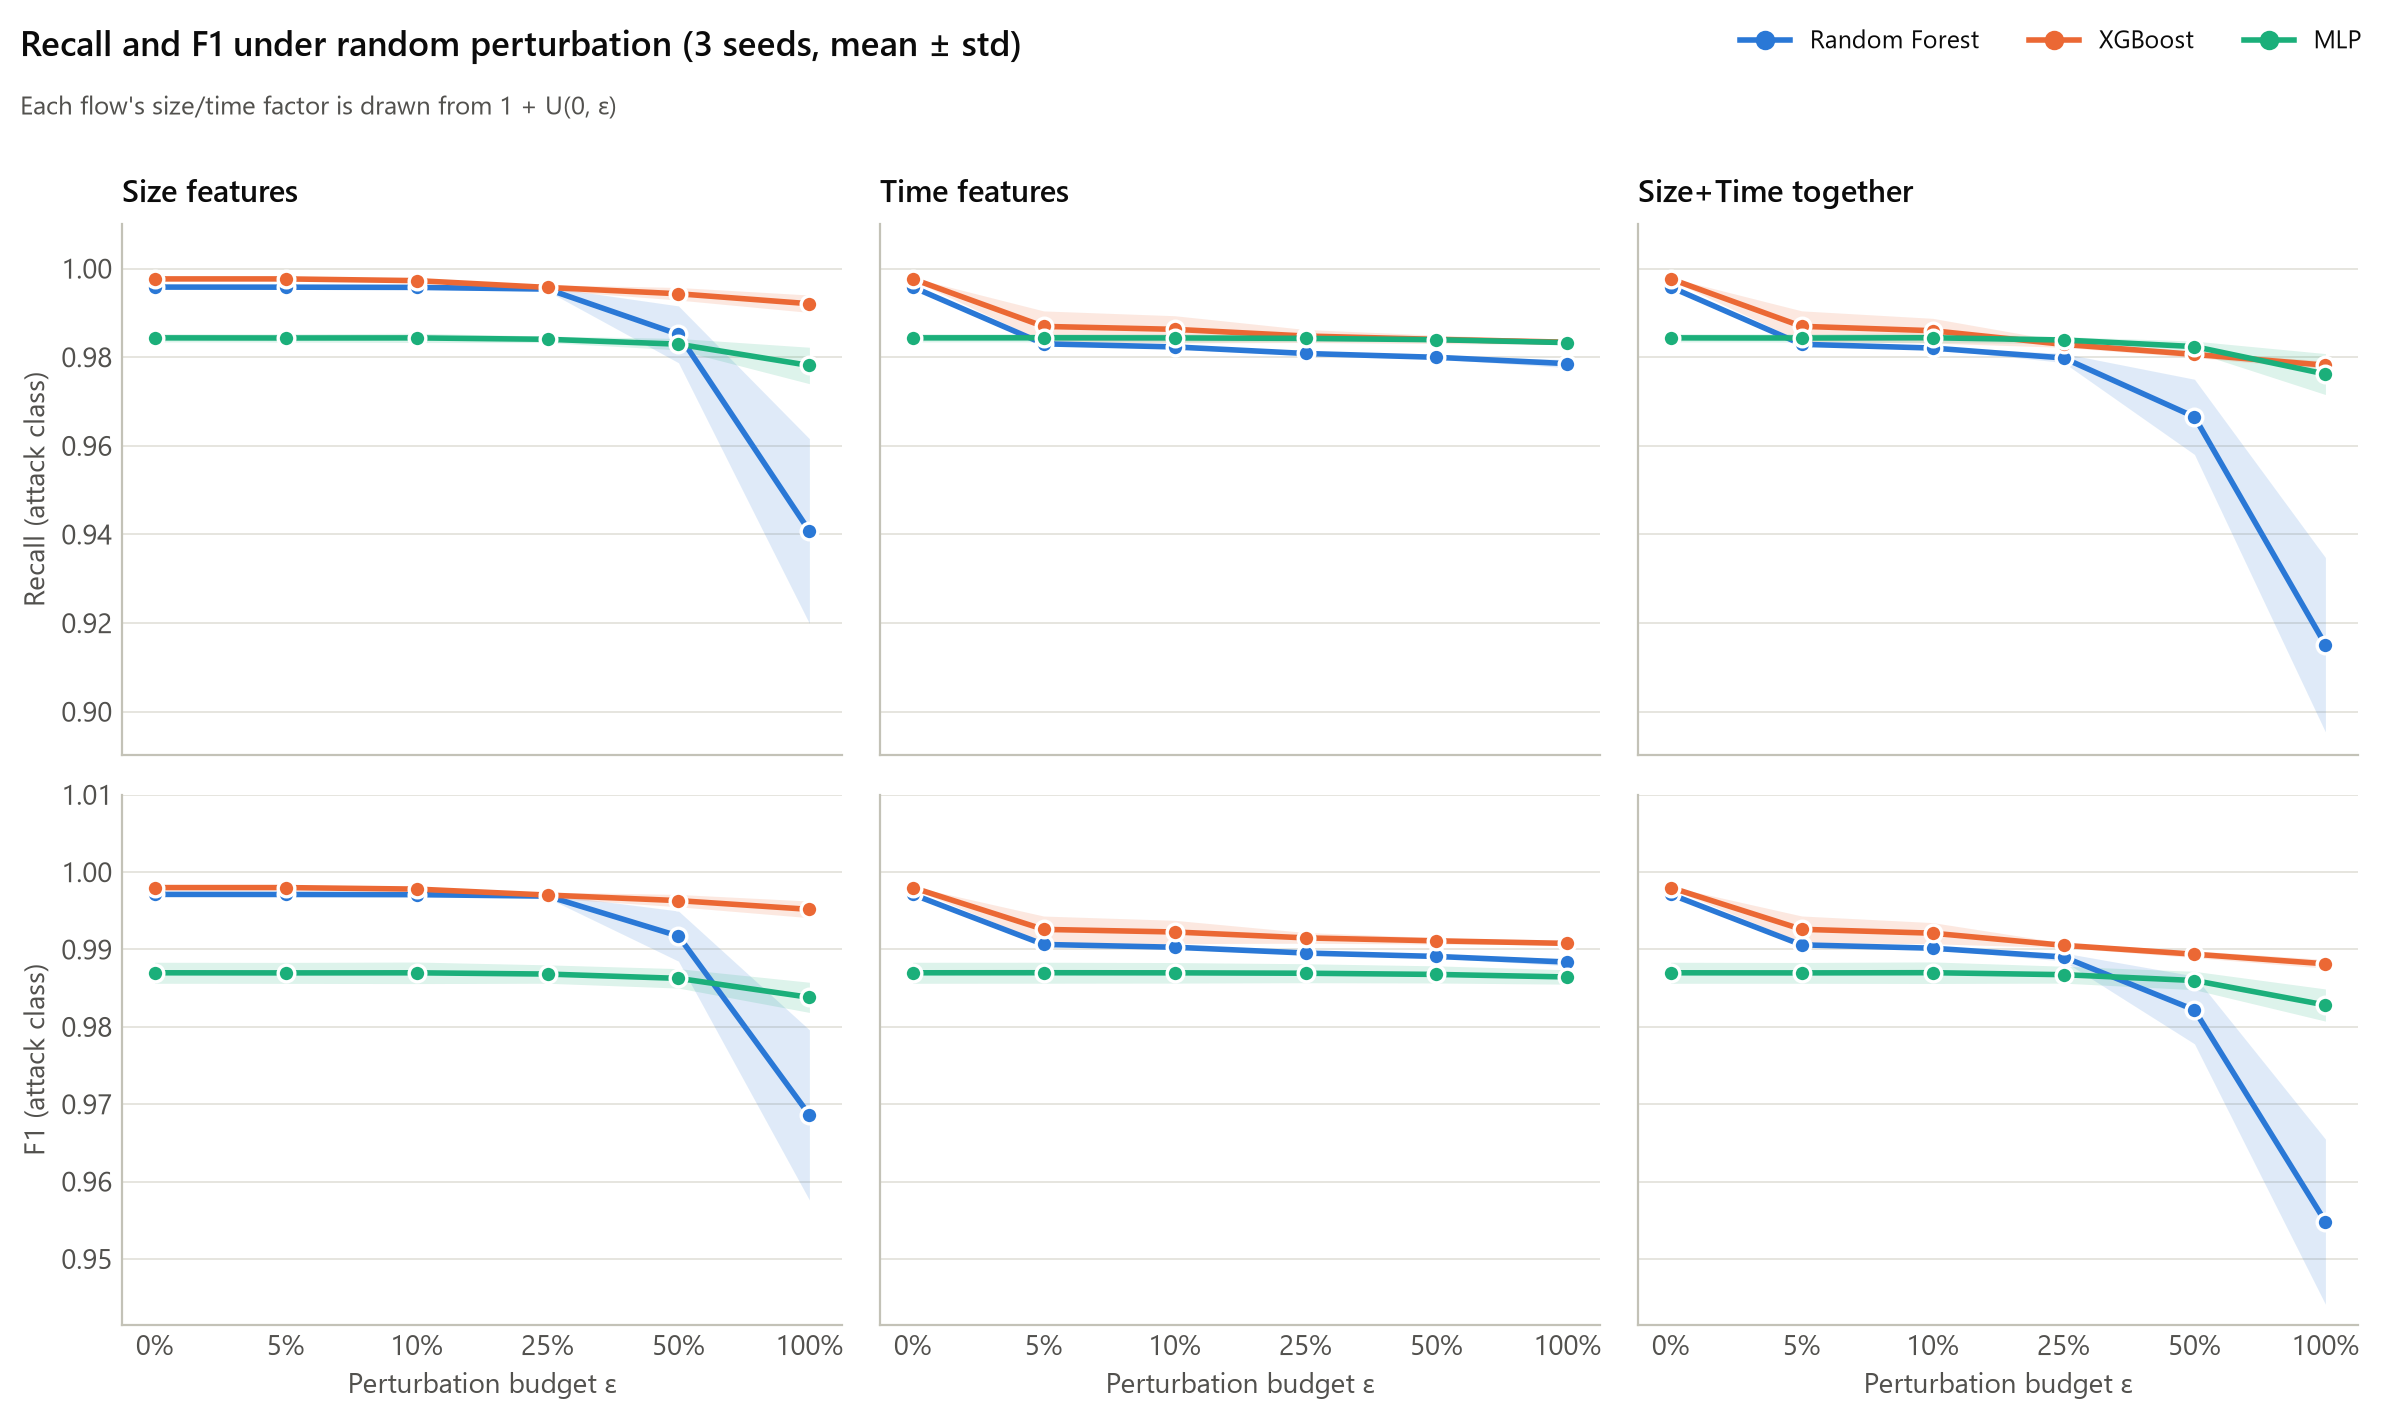 Recall and F1 under random perturbation (3 seeds, mean ± std)
Random Forest
XGBoost
MLP
Each flow's size/time factor is drawn from 1 + U(0, ε)
Size features
Time features
Size+Time together
Recall (attack class)
1.00
0.98
0.96
0.94
0.92
0.90
F1 (attack class)
1.01
1.00
0.99
0.98
0.97
0.96
0.95
0% 5% 10% 25% 50% 100%
0% 5% 10% 25% 50% 100%
0% 5% 10% 25% 50% 100%
Perturbation budget ε
Perturbation budget ε
Perturbation budget ε